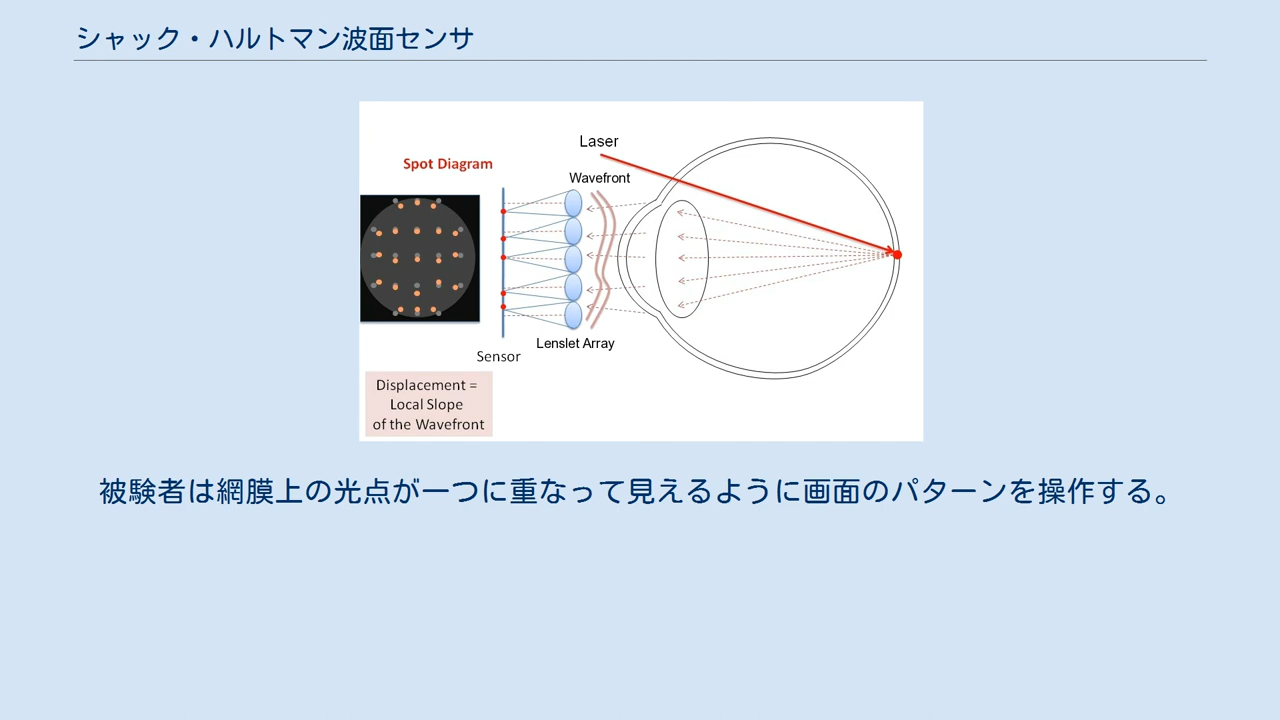 シャック・ハルトマン波面センサ
Laser
Spot Diagram
Wavefront
Lenslet Array
Sensor
Displacement =
Local Slope
of the Wavefront
被験者は網膜上の光点が一つに重なって見えるように画面のパターンを操作する。